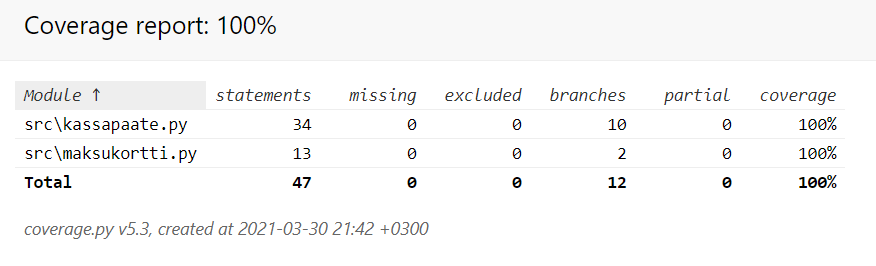 Coverage report: 100%
Module ↑ statements missing excluded branches partial coverage
src\kassapaate.py 34 0 0 10 0 100%
src\maksukortti.py 13 0 0 2 0 100%
Total 47 0 0 12 0 100%
coverage.py v5.3, created at 2021-03-30 21:42 +0300